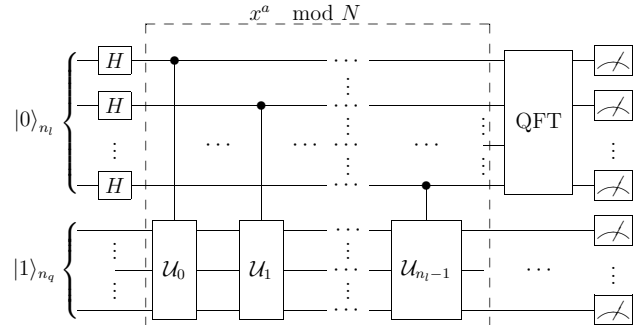 x^a mod N
H
H
|0⟩_{n_l}
QFT
H
|1⟩_{n_q}
𝒰_0
𝒰_1
𝒰_{n_l−1}